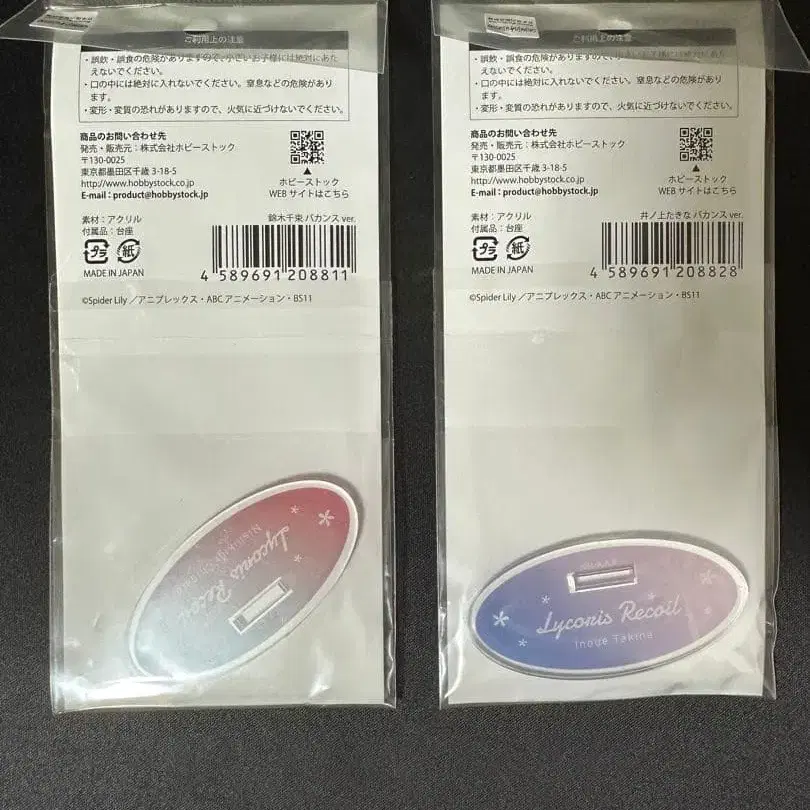 ご利用上の注意
・誤飲・誤食の危険がありますので、小さいお子様には絶対にあた
えないでください。
・口の中には絶対に入れないでください。窒息などの危険があり
ます。
・変形・変質の恐れがありますので、火気に近づけないでください。
商品のお問い合わせ先
発売・販売元：株式会社ホビーストック
〒130-0025
東京都墨田区千歳 3-18-5
http://www.hobbystock.co.jp
E-mail：product@hobbystock.jp
ホビーストック
WEB サイトはこちら
素材：アクリル
付属品：台座
錦木千束 バカンス ver.
プラ
紙
MADE IN JAPAN
4 589691 208811
©Spider Lily／アニプレックス・ABC アニメーション・BS11
Lycoris Recoil
ご利用上の注意
・誤飲・誤食の危険がありますので、小さいお子様には絶対にあた
えないでください。
・口の中には絶対に入れないでください。窒息などの危険があり
ます。
・変形・変質の恐れがありますので、火気に近づけないでください。
商品のお問い合わせ先
発売・販売元：株式会社ホビーストック
〒130-0025
東京都墨田区千歳 3-18-5
http://www.hobbystock.co.jp
E-mail：product@hobbystock.jp
ホビーストック
WEB サイトはこちら
素材：アクリル
付属品：台座
井ノ上たきな バカンス ver.
プラ
紙
MADE IN JAPAN
4 589691 208828
©Spider Lily／アニプレックス・ABC アニメーション・BS11
Lycoris Recoil
Inoue Takina